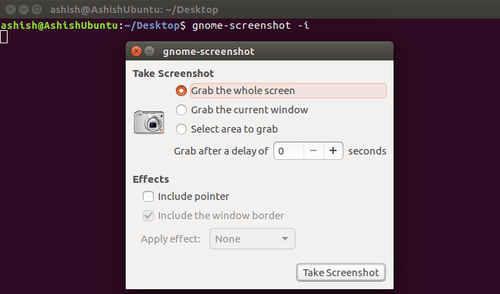 ashish@AshishUbuntu: ~/Desktop
ashish@AshishUbuntu:~/Desktop$ gnome-screenshot -i
gnome-screenshot
Take Screenshot
Grab the whole screen
Grab the current window
Select area to grab
Grab after a delay of 0 − + seconds
Effects
Include pointer
Include the window border
Apply effect: None
Take Screenshot